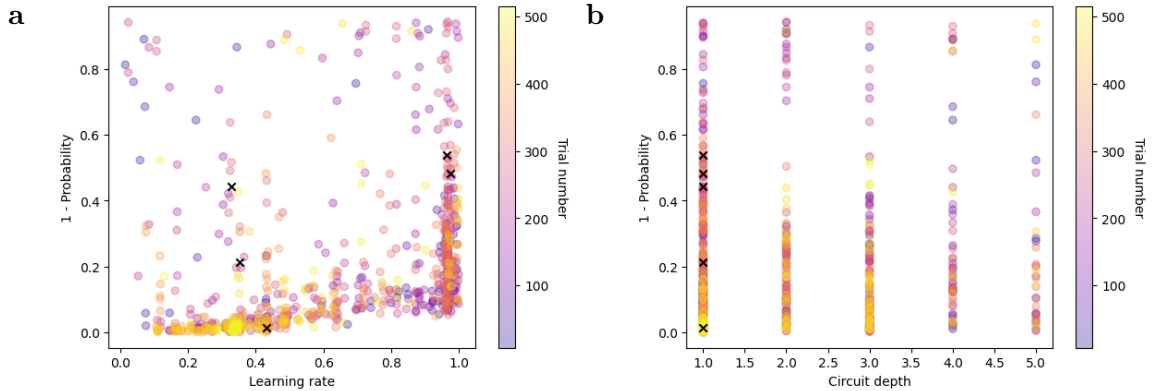 a
0.8
0.6
0.4
0.2
0.0
1 - Probability
0.0 0.2 0.4 0.6 0.8 1.0
Learning rate
500
400
300
200
100
Trial number
b
0.8
0.6
0.4
0.2
0.0
1 - Probability
1.0 1.5 2.0 2.5 3.0 3.5 4.0 4.5 5.0
Circuit depth
500
400
300
200
100
Trial number